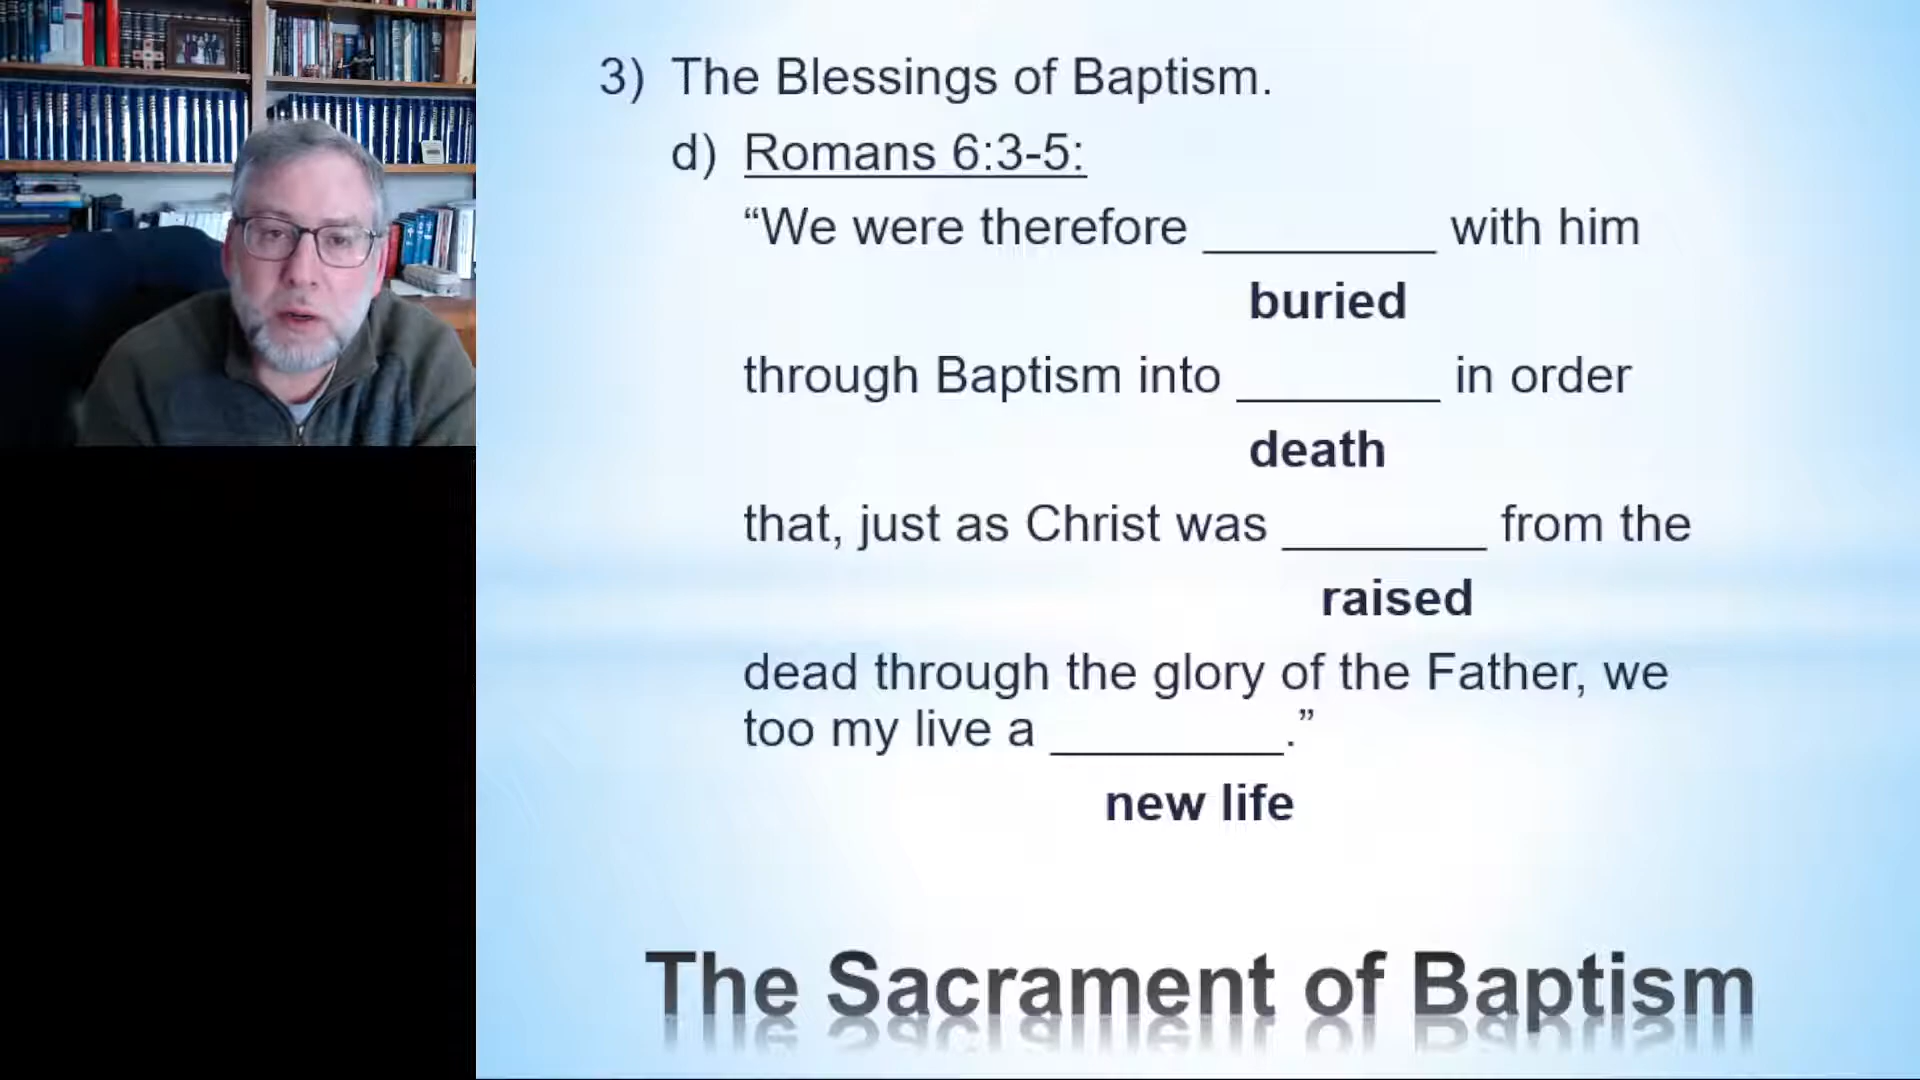 3) The Blessings of Baptism.
d) Romans 6:3-5:
“We were therefore _________ with him
buried
through Baptism into ________ in order
death
that, just as Christ was ________ from the
raised
dead through the glory of the Father, we
too my live a _________.”
new life
The Sacrament of Baptism